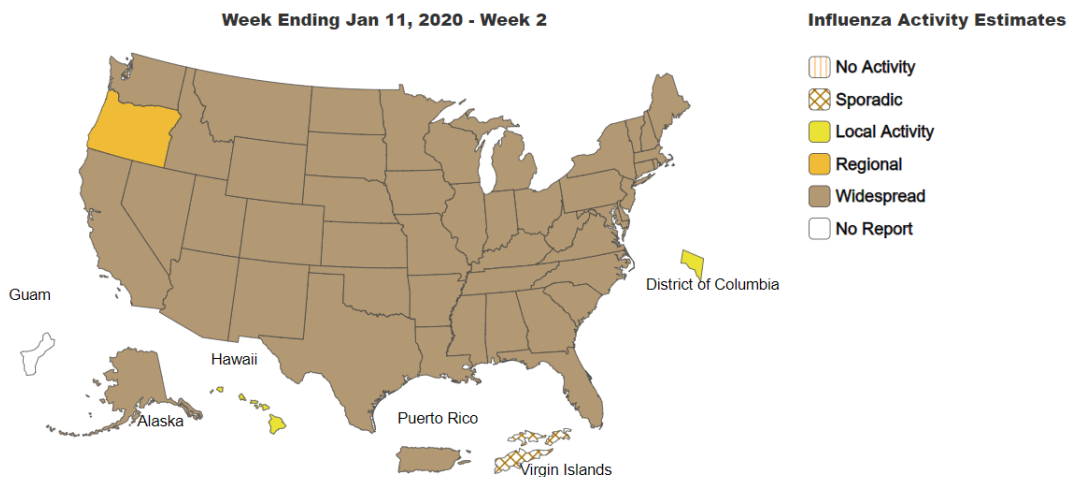 Week Ending Jan 11, 2020 - Week 2
Influenza Activity Estimates
No Activity
Sporadic
Local Activity
Regional
Widespread
No Report
District of Columbia
Guam
Hawaii
Alaska
Puerto Rico
Virgin Islands